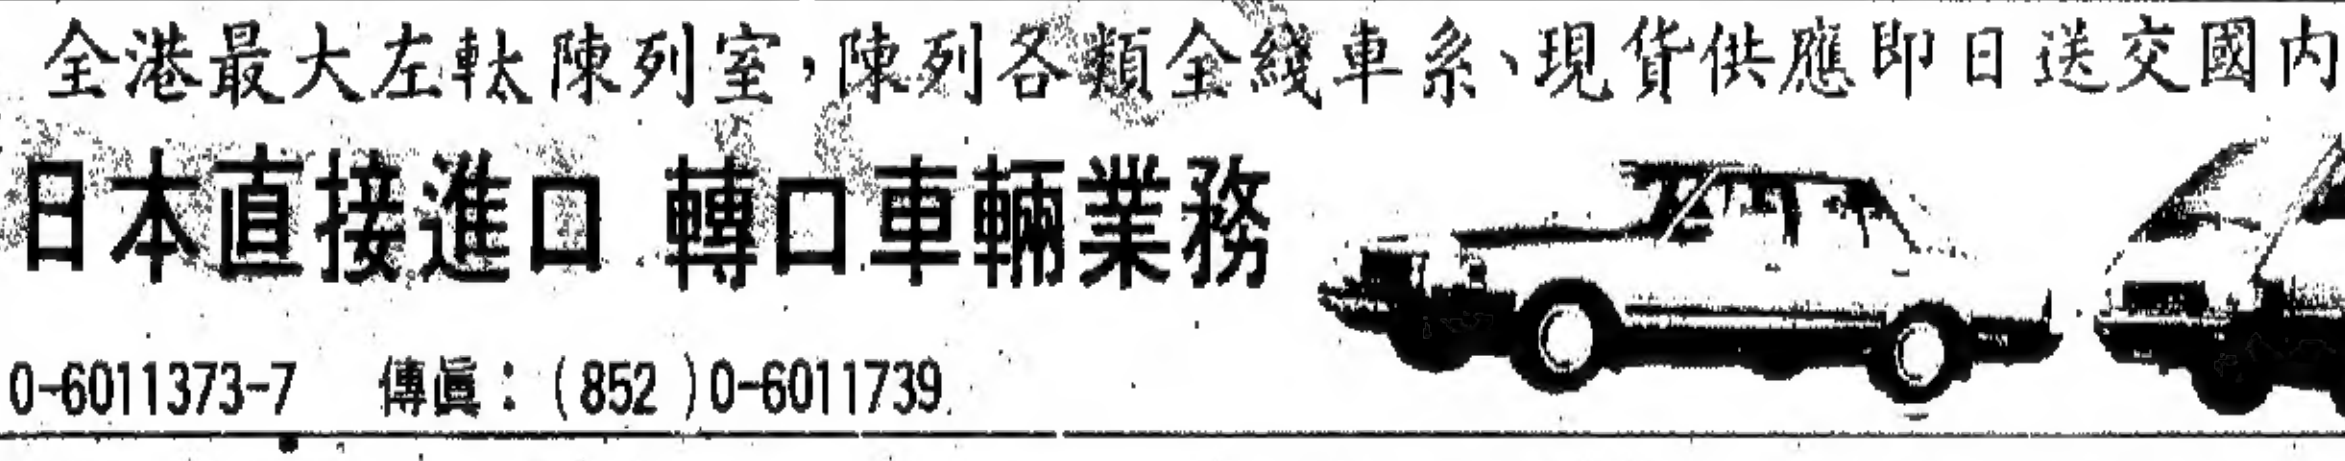 全港最大左軚陳列室，陳列各類全綫車系、現貨供應即日送交國内
日本直接進口 轉口車輛業務
0-6011373-7 傳眞：(852)0-6011739